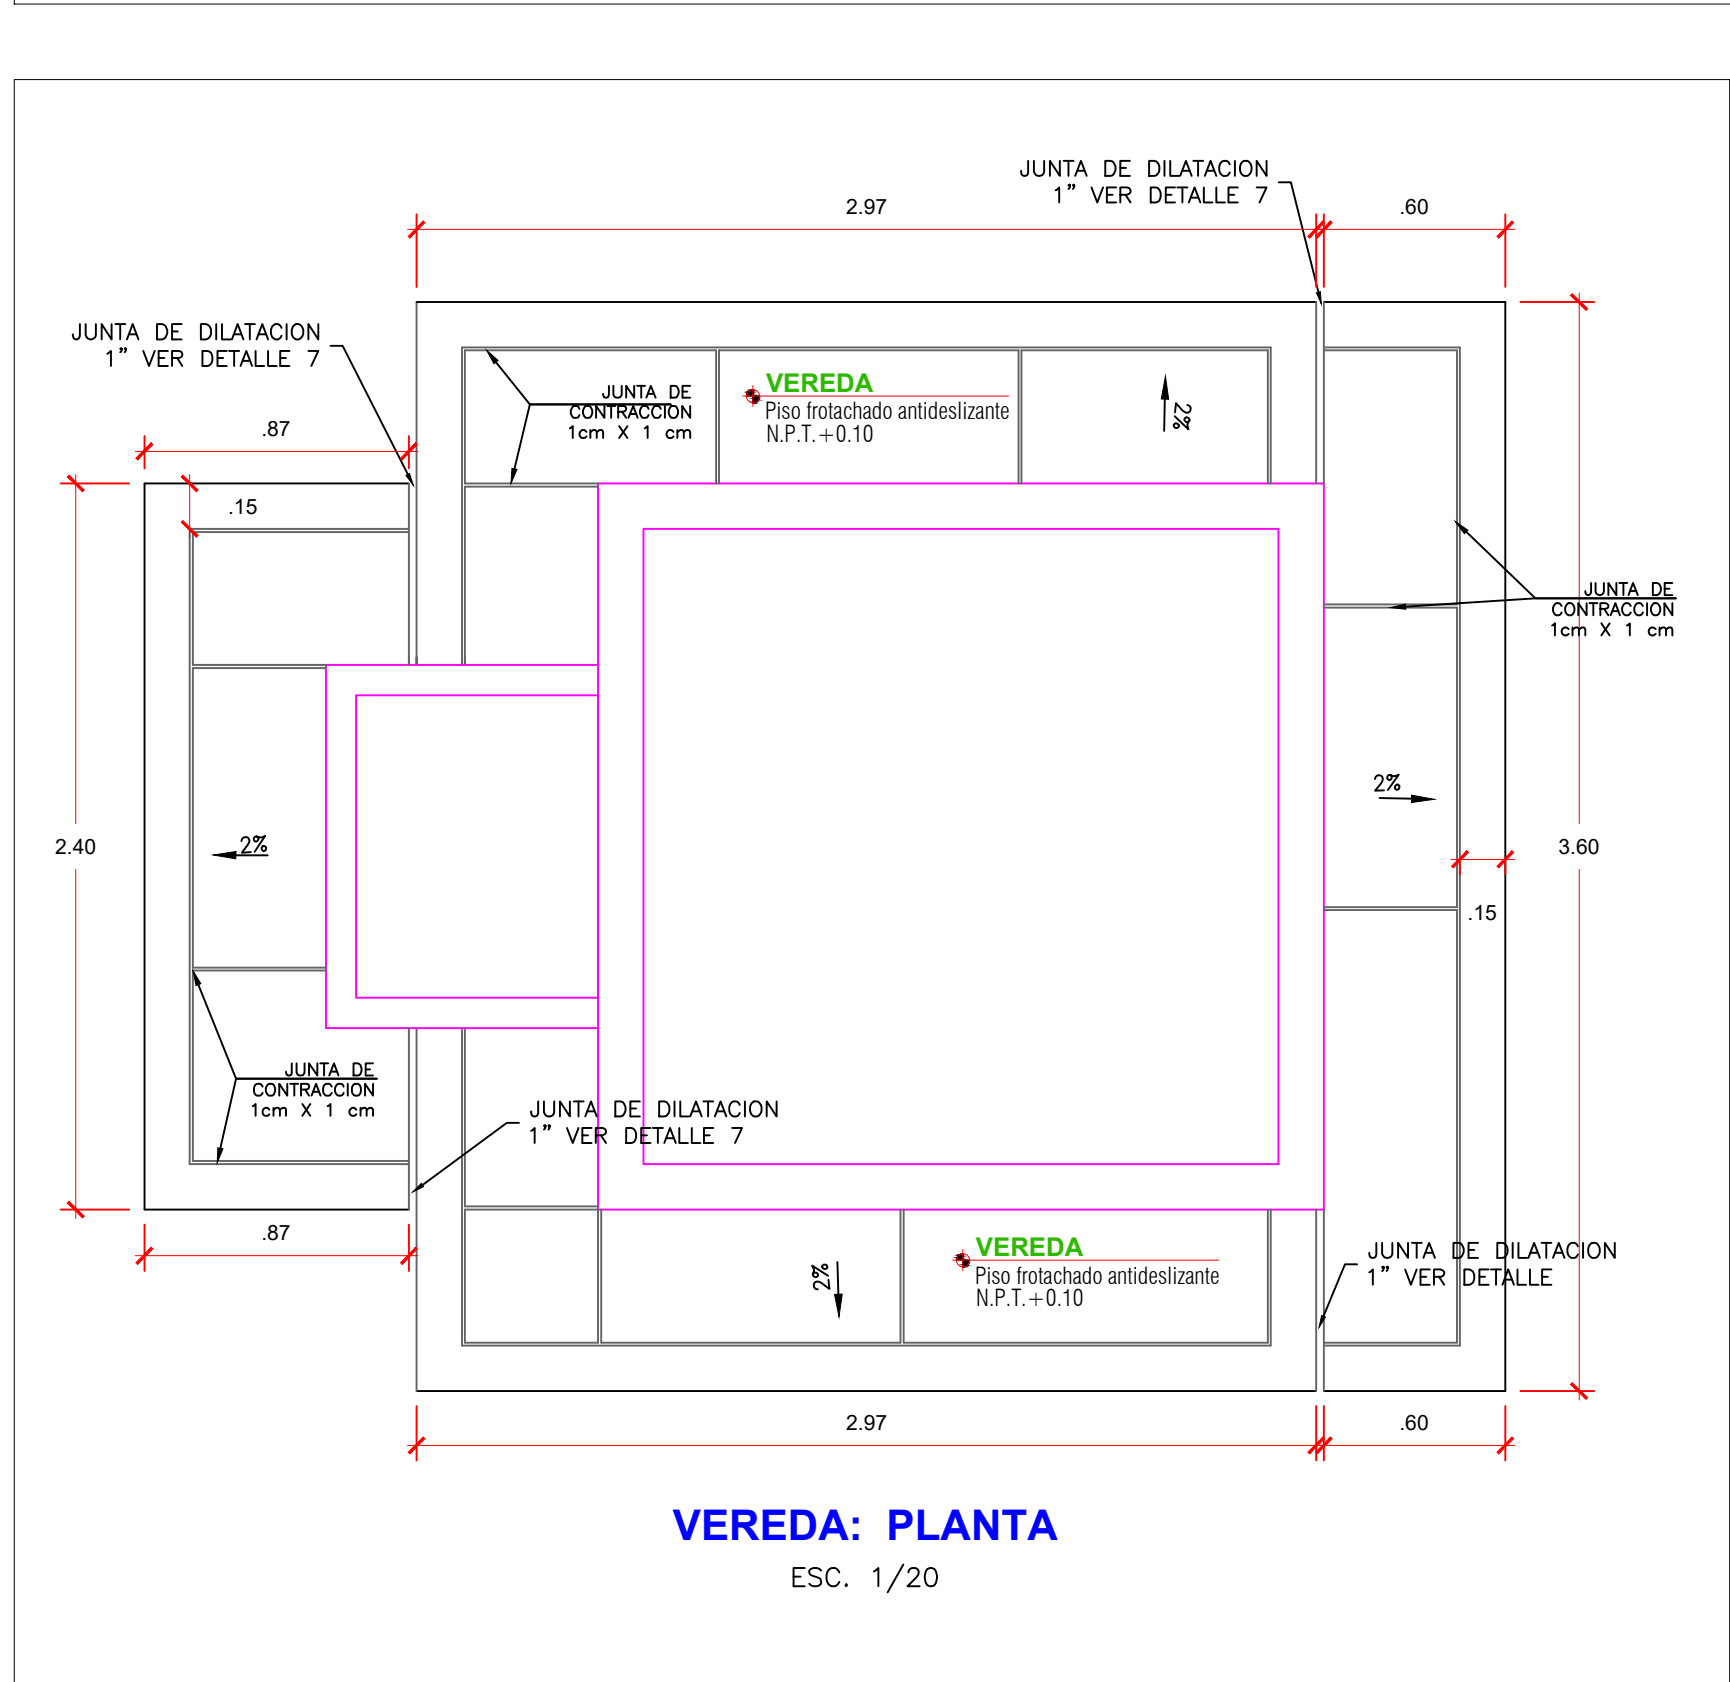 JUNTA DE DILATACION
1” VER DETALLE 7
2.97
.60
JUNTA DE DILATACION
1” VER DETALLE 7
VEREDA
Piso frotachado antideslizante
N.P.T.+0.10
JUNTA DE
CONTRACCION
1cm X 1 cm
2%
.87
.15
JUNTA DE
CONTRACCION
1cm X 1 cm
2%
2.40
2%
3.60
.15
JUNTA DE
CONTRACCION
1cm X 1 cm
JUNTA DE DILATACION
1” VER DETALLE 7
.87
VEREDA
Piso frotachado antideslizante
N.P.T.+0.10
2%
JUNTA DE DILATACION
1” VER DETALLE
2.97
.60
VEREDA: PLANTA
ESC. 1/20